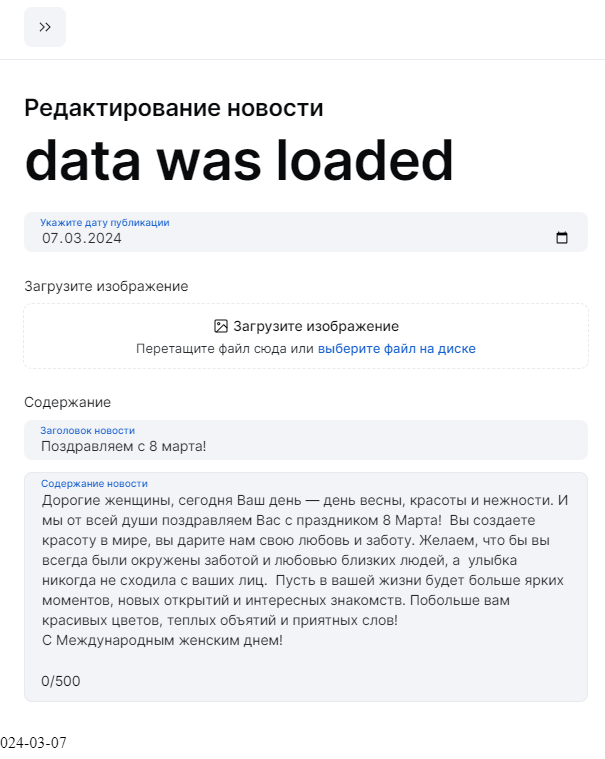 Редактирование новости
data was loaded
Укажите дату публикации
07.03.2024
Загрузите изображение
Загрузите изображение
Перетащите файл сюда или выберите файл на диске
Содержание
Заголовок новости
Поздравляем с 8 марта!
Содержание новости
Дорогие женщины, сегодня Ваш день — день весны, красоты и нежности. И
мы от всей души поздравляем Вас с праздником 8 Марта!  Вы создаете
красоту в мире, вы дарите нам свою любовь и заботу. Желаем, что бы вы
всегда были окружены заботой и любовью близких людей, а  улыбка
никогда не сходила с ваших лиц.  Пусть в вашей жизни будет больше ярких
моментов, новых открытий и интересных знакомств. Побольше вам
красивых цветов, теплых объятий и приятных слов!
С Международным женским днем!
0/500
024-03-07